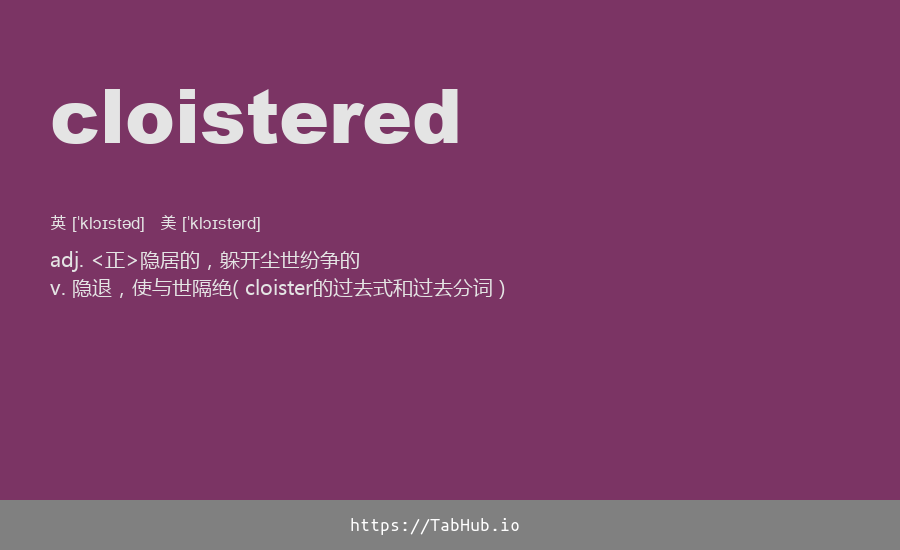 cloistered
英 [ˈklɔɪstəd] 美 [ˈklɔɪstərd]
adj. <正>隐居的，躲开尘世纷争的
v. 隐退，使与世隔绝( cloister的过去式和过去分词 )
https://TabHub.io